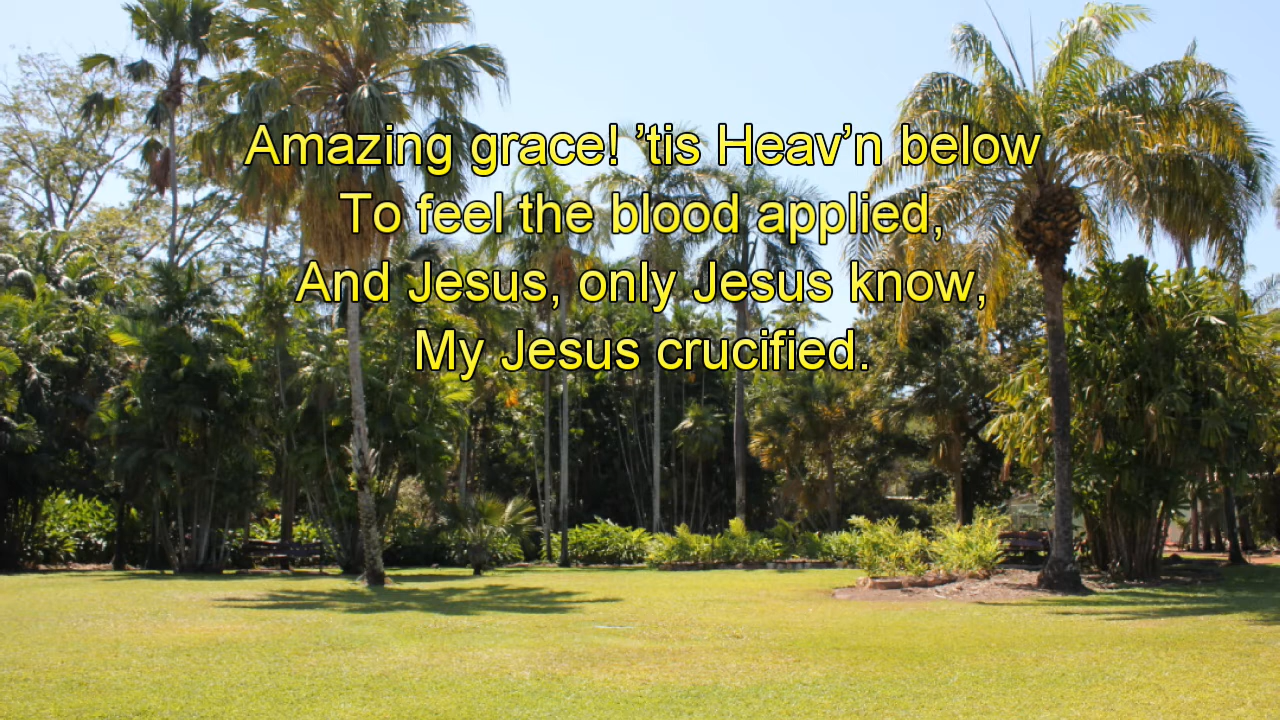 Amazing grace! ’tis Heav’n below
To feel the blood applied,
And Jesus, only Jesus know,
My Jesus crucified.